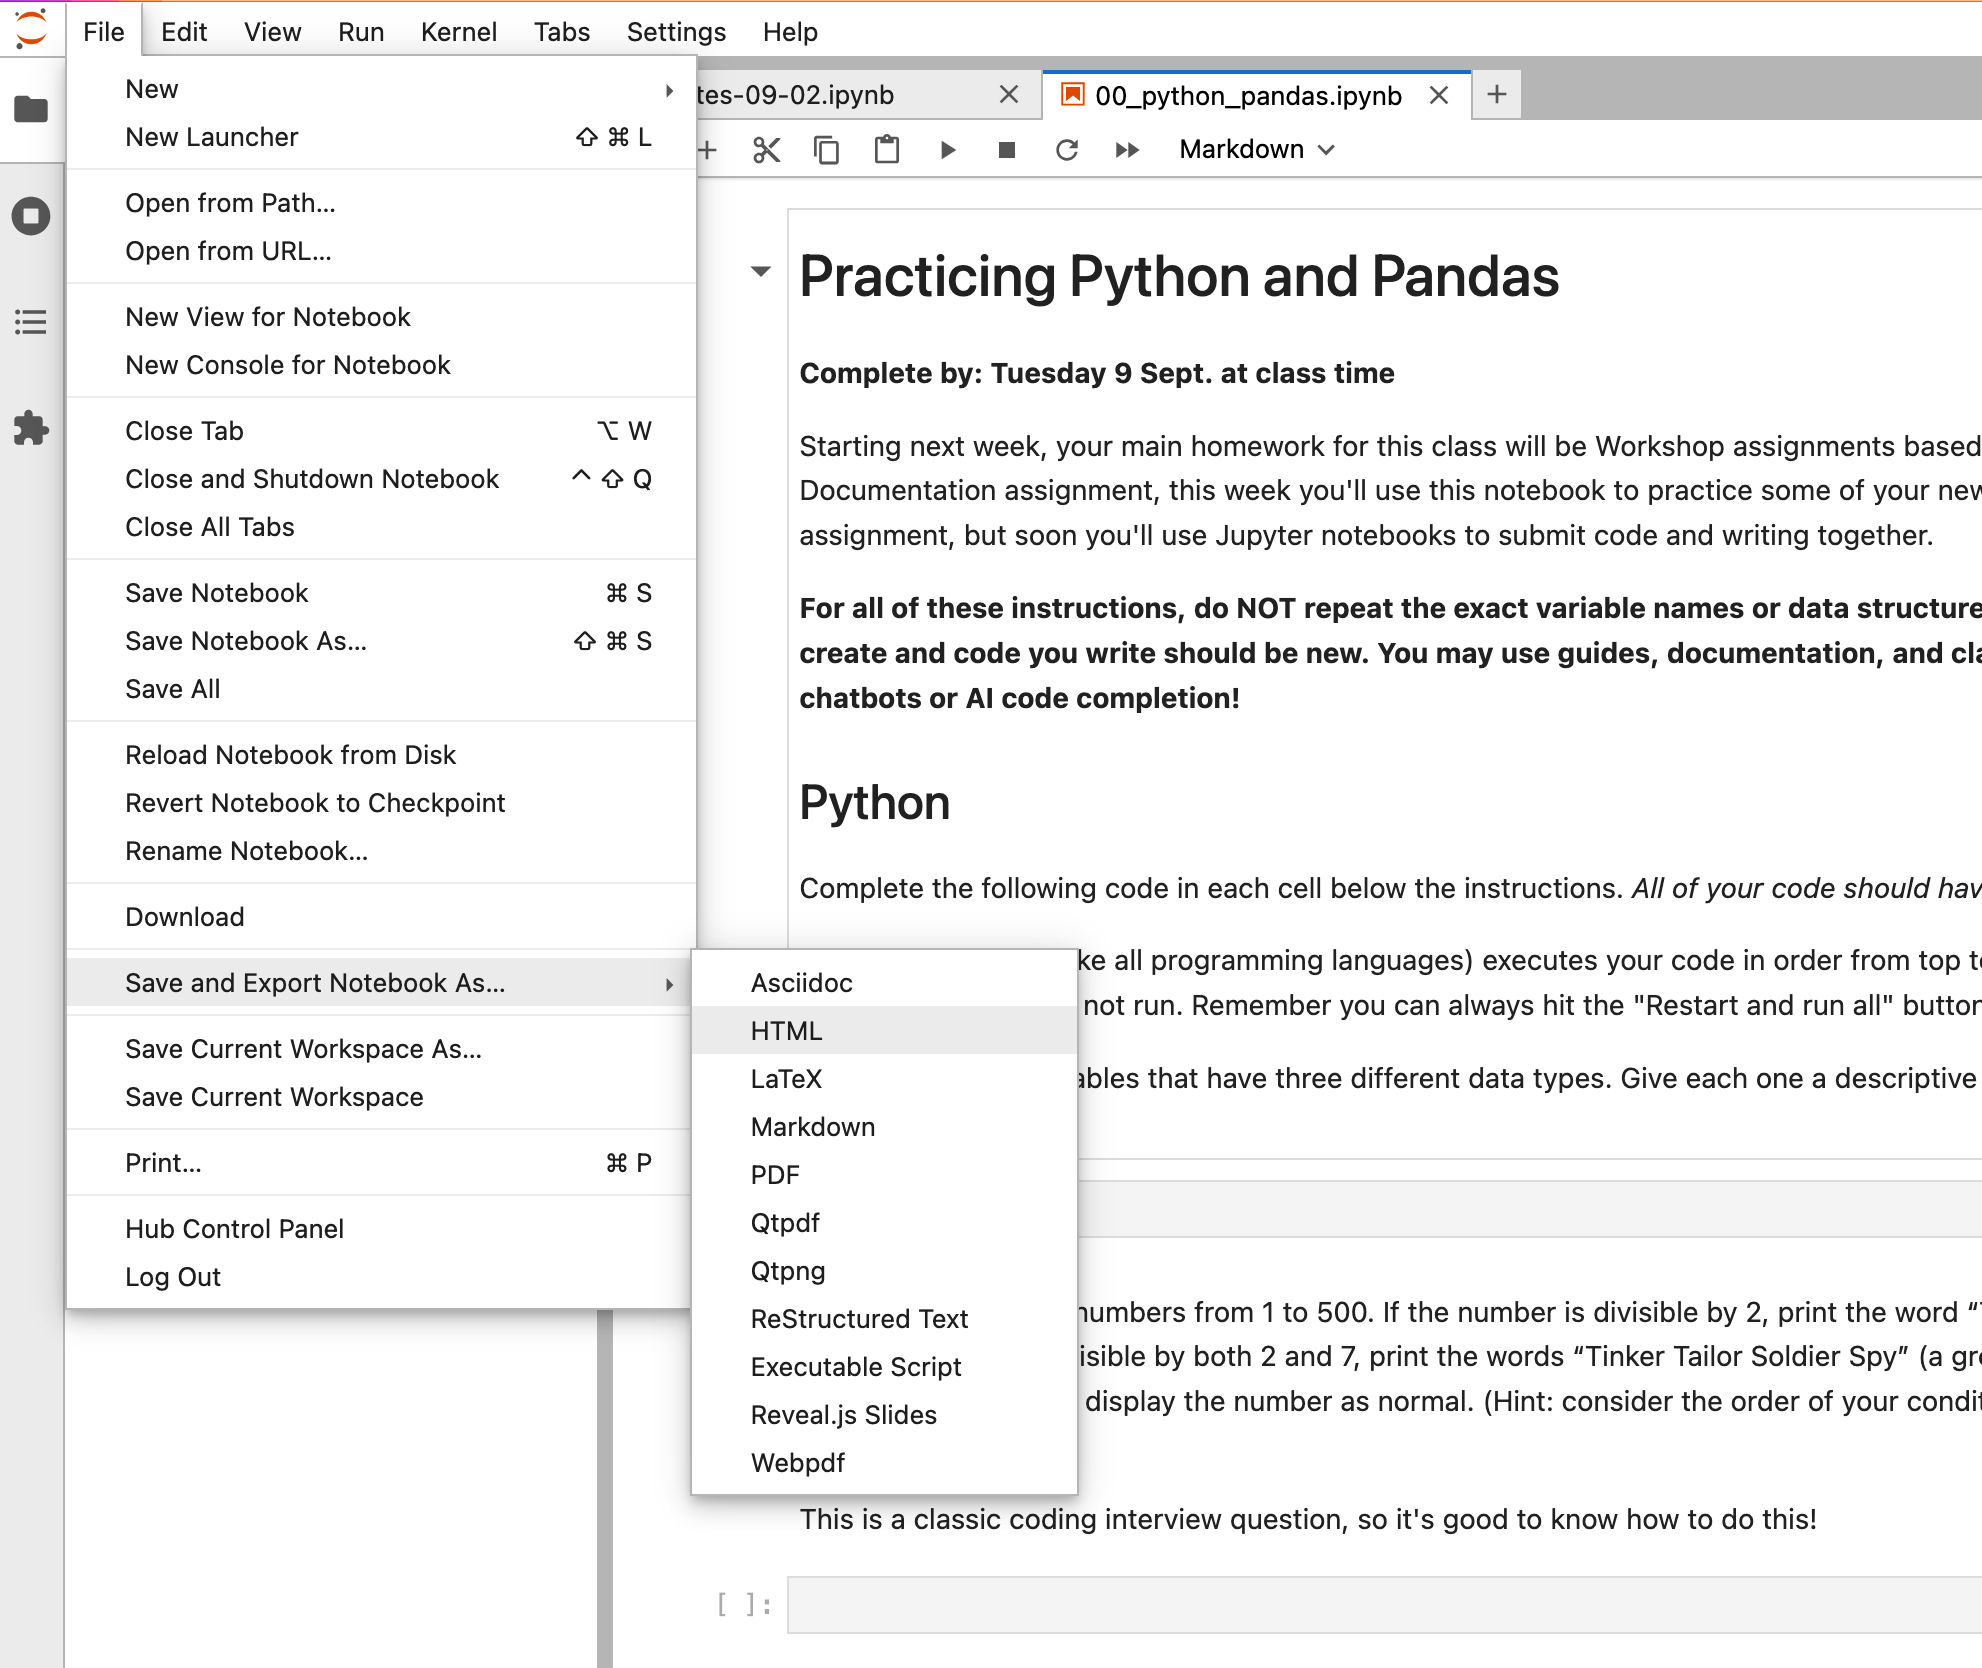 File Edit View Run Kernel Tabs Settings Help
New
New Launcher ⇧ ⌘ L
Open from Path...
Open from URL...
New View for Notebook
New Console for Notebook
Close Tab ⌥ W
Close and Shutdown Notebook ⌃ ⇧ Q
Close All Tabs
Save Notebook ⌘ S
Save Notebook As...  ⇧ ⌘ S
Save All
Reload Notebook from Disk
Revert Notebook to Checkpoint
Rename Notebook...
Download
Save and Export Notebook As...
Save Current Workspace As...
Save Current Workspace
Print... ⌘ P
Hub Control Panel
Log Out
Asciidoc
HTML
LaTeX
Markdown
PDF
Qtpdf
Qtpng
ReStructured Text
Executable Script
Reveal.js Slides
Webpdf
tes-09-02.ipynb
00_python_pandas.ipynb
Markdown
Practicing Python and Pandas
Complete by: Tuesday 9 Sept. at class time
Starting next week, your main homework for this class will be Workshop assignments based
Documentation assignment, this week you'll use this notebook to practice some of your new
assignment, but soon you'll use Jupyter notebooks to submit code and writing together.
For all of these instructions, do NOT repeat the exact variable names or data structure
create and code you write should be new. You may use guides, documentation, and cla
chatbots or AI code completion!
Python
Complete the following code in each cell below the instructions. All of your code should hav
ke all programming languages) executes your code in order from top to
not run. Remember you can always hit the "Restart and run all" button
ables that have three different data types. Give each one a descriptive
numbers from 1 to 500. If the number is divisible by 2, print the word “T
isible by both 2 and 7, print the words “Tinker Tailor Soldier Spy” (a gre
display the number as normal. (Hint: consider the order of your condit
This is a classic coding interview question, so it's good to know how to do this!
[ ]: